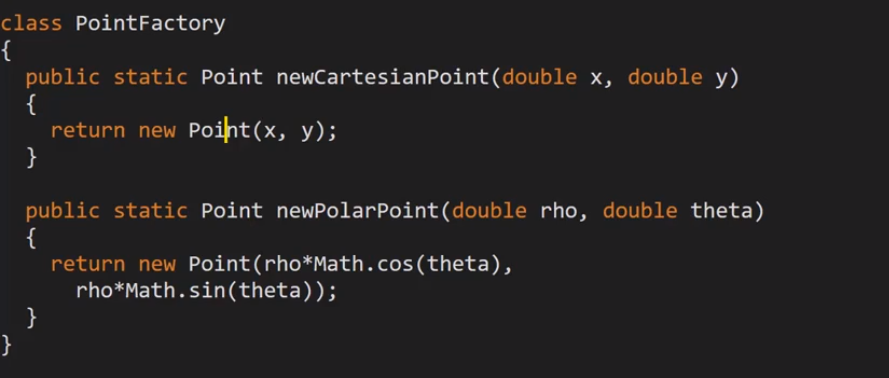 class PointFactory
{
  public static Point newCartesianPoint(double x, double y)
  {
    return new Point(x, y);
  }

  public static Point newPolarPoint(double rho, double theta)
  {
    return new Point(rho*Math.cos(theta),
      rho*Math.sin(theta));
  }
}